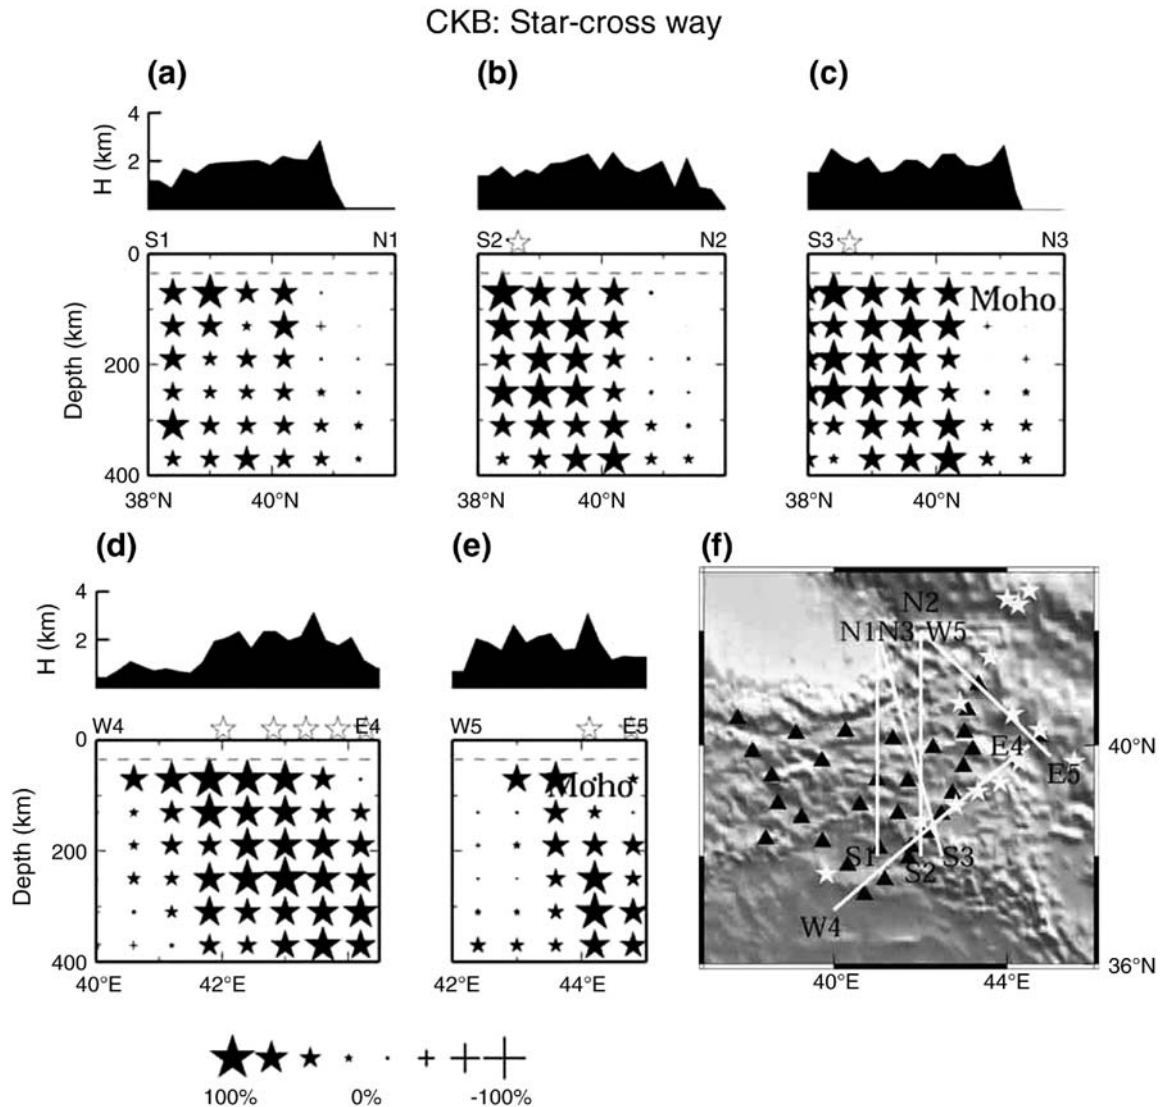 CKB: Star-cross way
(a) (b) (c)
4
2
H (km)
S1 N1 S2 N2 S3 N3
0
200
400
Depth (km)
Moho
38°N 40°N 38°N 40°N 38°N 40°N
(d) (e) (f)
4
2
0
H (km)
W4 E4 W5 E5
0
200
400
Depth (km)
Moho
40°E 42°E 42°E 44°E
N2
N1 N3 W5
E4
E5
S1 S2 S3
W4
40°N
36°N
40°E 44°E
100% 0% -100%